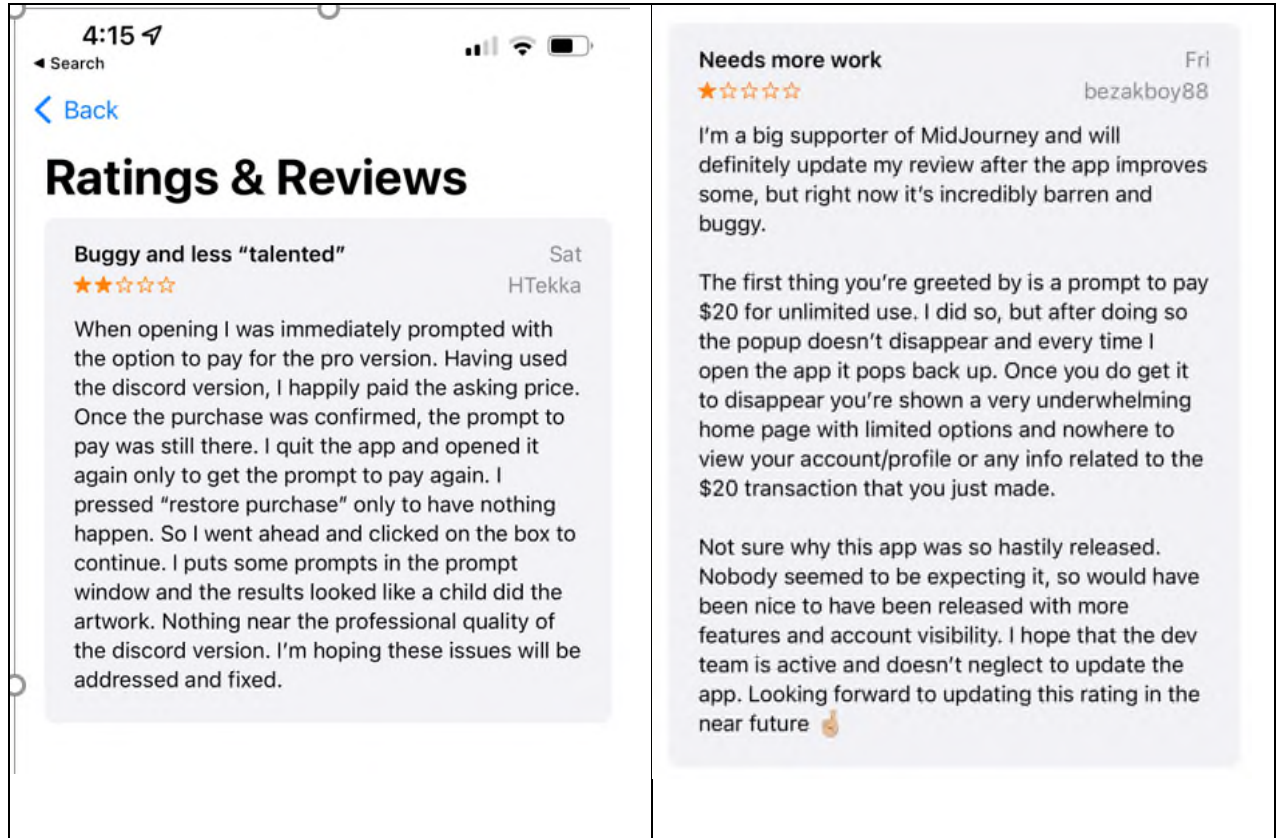 4:15
◀ Search
Back
Ratings & Reviews
Buggy and less “talented”
Sat
★★☆☆☆
HTekka
When opening I was immediately prompted with
the option to pay for the pro version. Having used
the discord version, I happily paid the asking price.
Once the purchase was confirmed, the prompt to
pay was still there. I quit the app and opened it
again only to get the prompt to pay again. I
pressed “restore purchase” only to have nothing
happen. So I went ahead and clicked on the box to
continue. I puts some prompts in the prompt
window and the results looked like a child did the
artwork. Nothing near the professional quality of
the discord version. I’m hoping these issues will be
addressed and fixed.
Needs more work
Fri
★☆☆☆☆
bezakboy88
I’m a big supporter of MidJourney and will
definitely update my review after the app improves
some, but right now it’s incredibly barren and
buggy.
The first thing you’re greeted by is a prompt to pay
$20 for unlimited use. I did so, but after doing so
the popup doesn’t disappear and every time I
open the app it pops back up. Once you do get it
to disappear you’re shown a very underwhelming
home page with limited options and nowhere to
view your account/profile or any info related to the
$20 transaction that you just made.
Not sure why this app was so hastily released.
Nobody seemed to be expecting it, so would have
been nice to have been released with more
features and account visibility. I hope that the dev
team is active and doesn’t neglect to update the
app. Looking forward to updating this rating in the
near future 🤞🏼